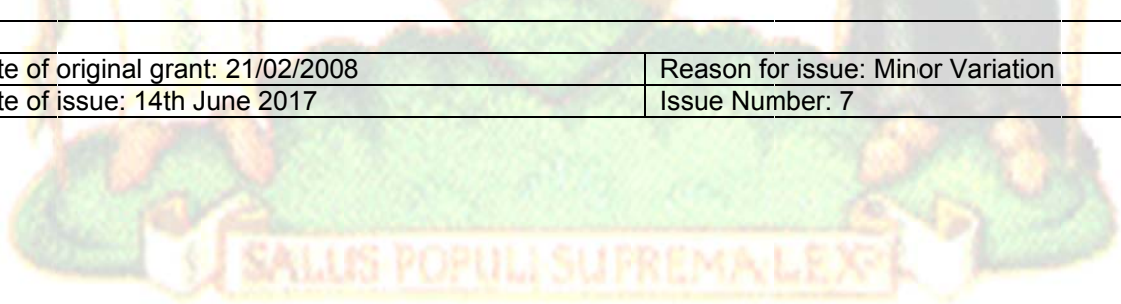 te of original grant: 21/02/2008 Reason for issue: Minor Variation
te of issue: 14th June 2017 Issue Number: 7
SALUS POPULI SUPREMA LEX